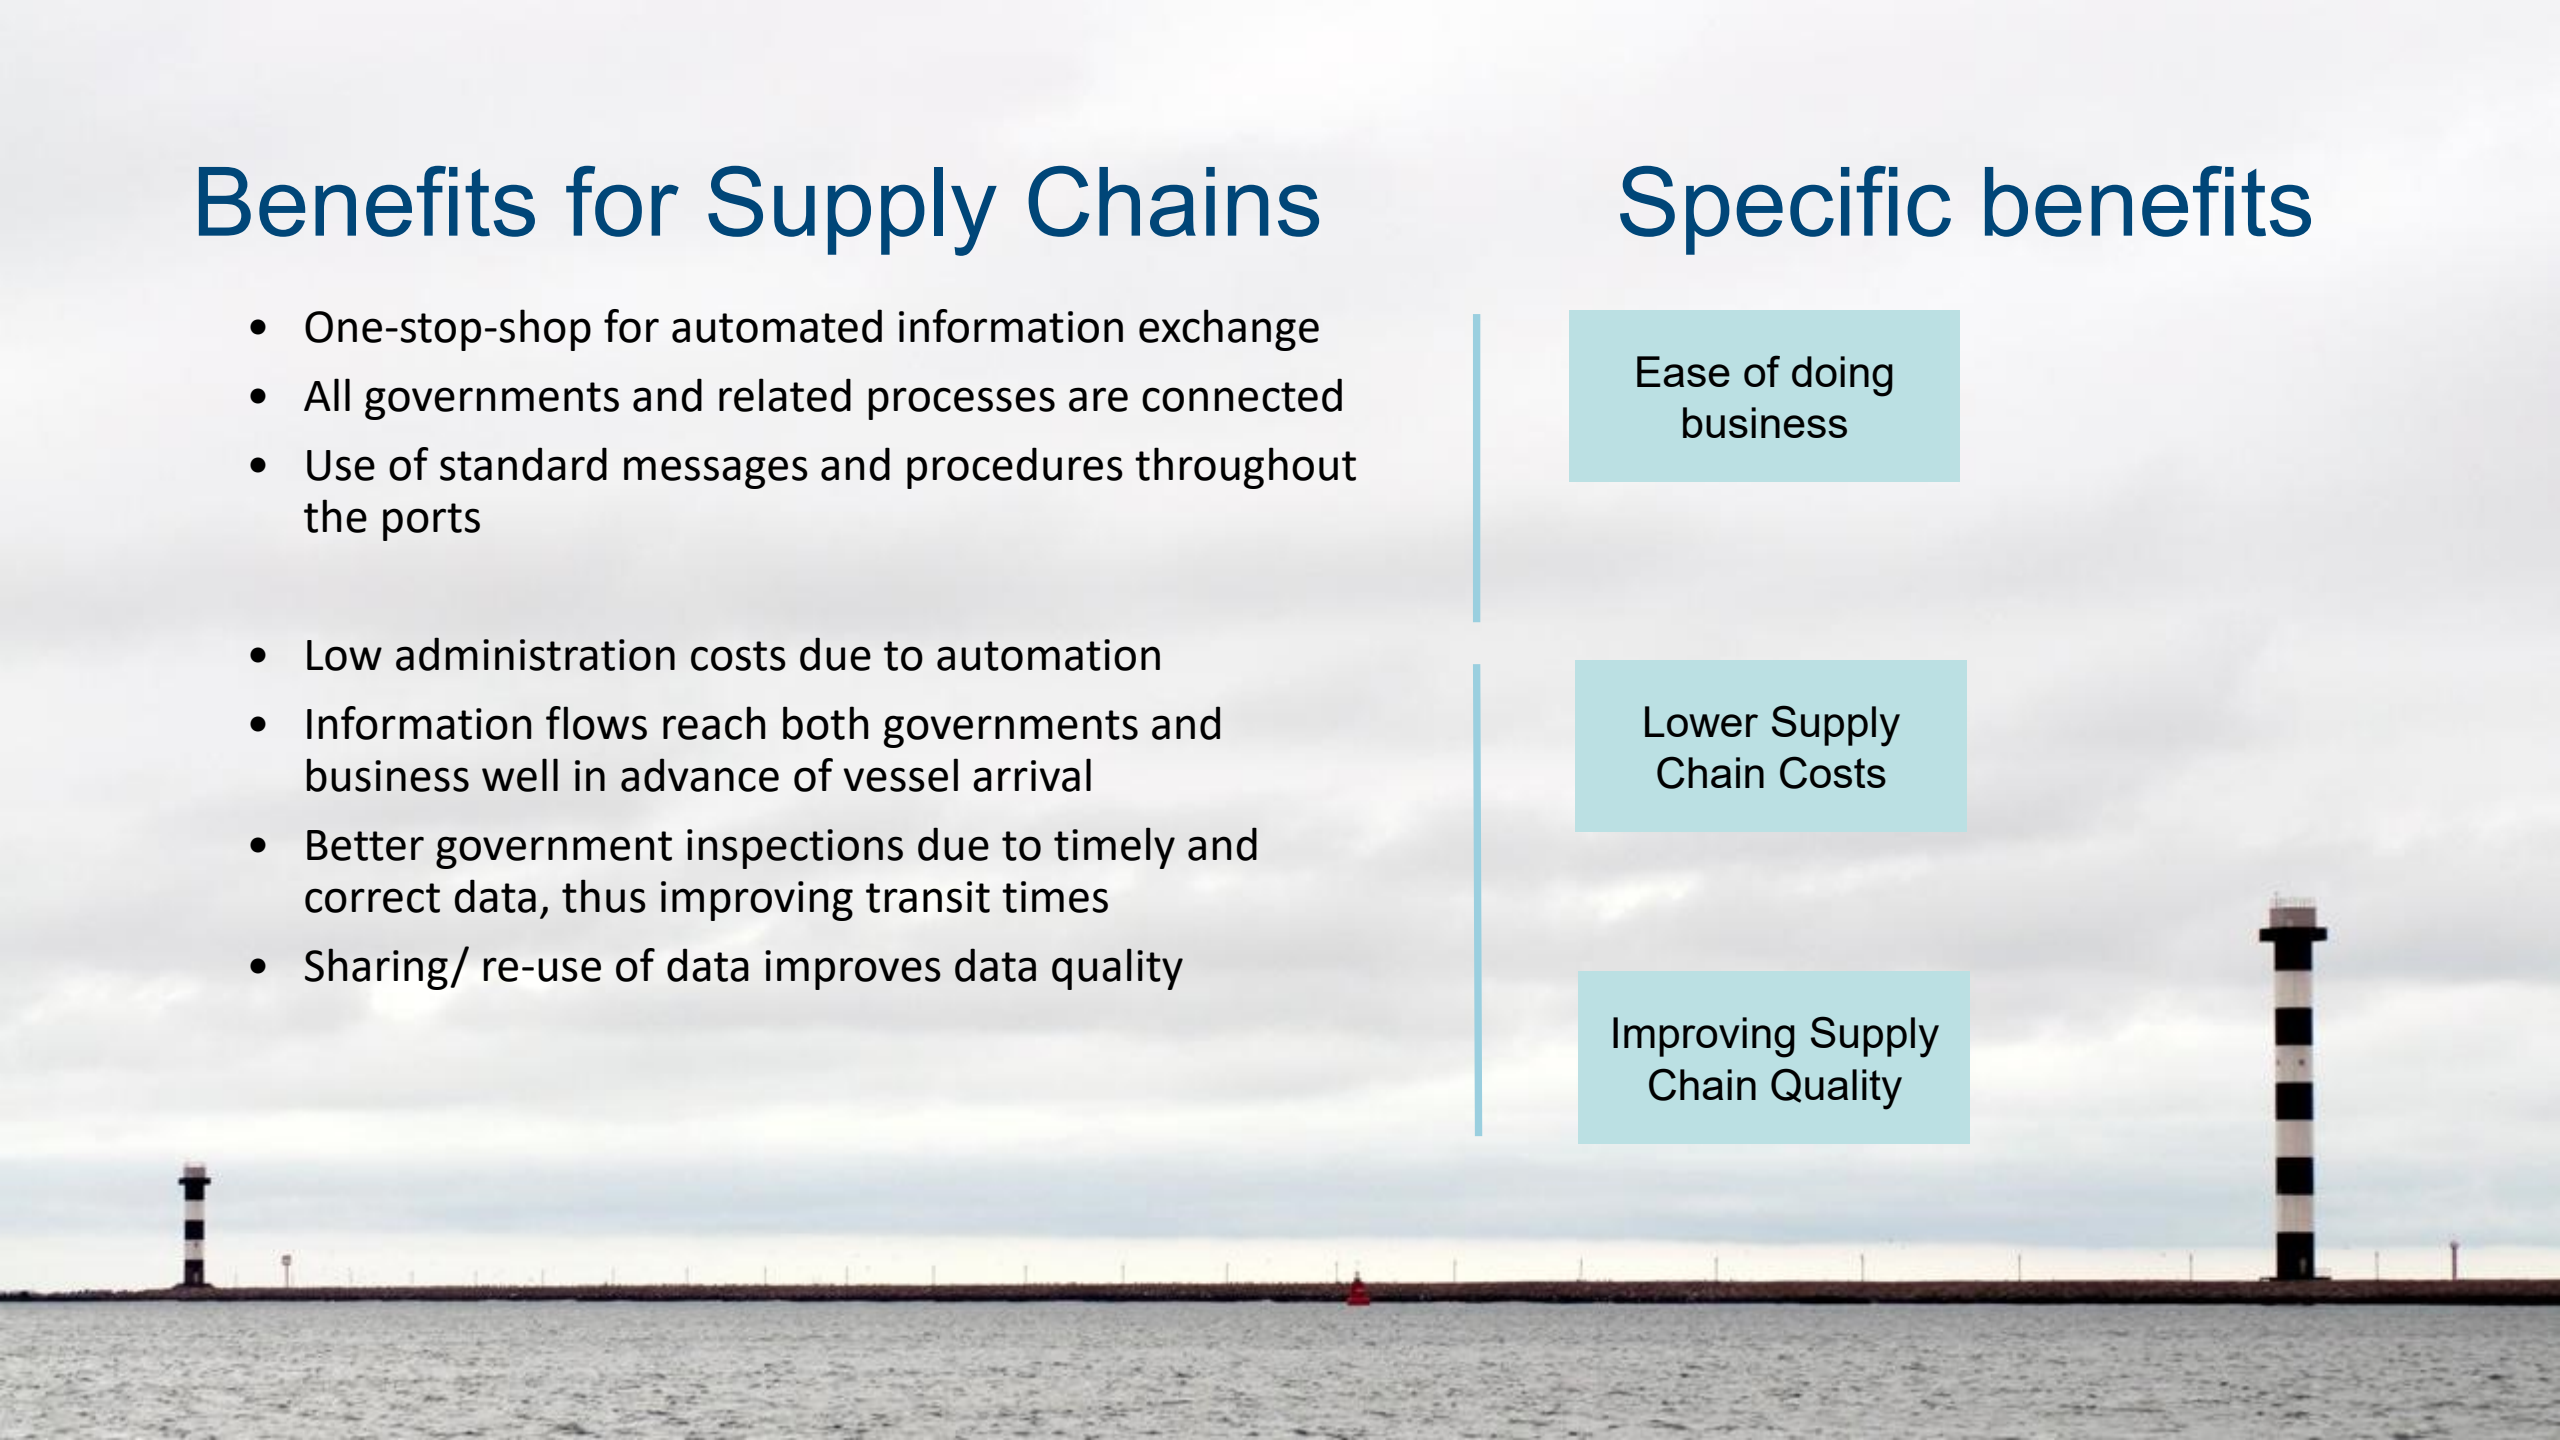 Benefits for Supply Chains
• One-stop-shop for automated information exchange
• All governments and related processes are connected
• Use of standard messages and procedures throughout
the ports
• Low administration costs due to automation
• Information flows reach both governments and
business well in advance of vessel arrival
• Better government inspections due to timely and
correct data, thus improving transit times
• Sharing/ re-use of data improves data quality
Specific benefits
Ease of doing
business
Lower Supply
Chain Costs
Improving Supply
Chain Quality